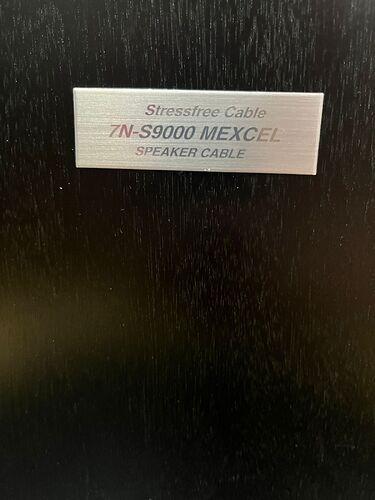 Stressfree Cable
7N-S9000 MEXCEL
SPEAKER CABLE